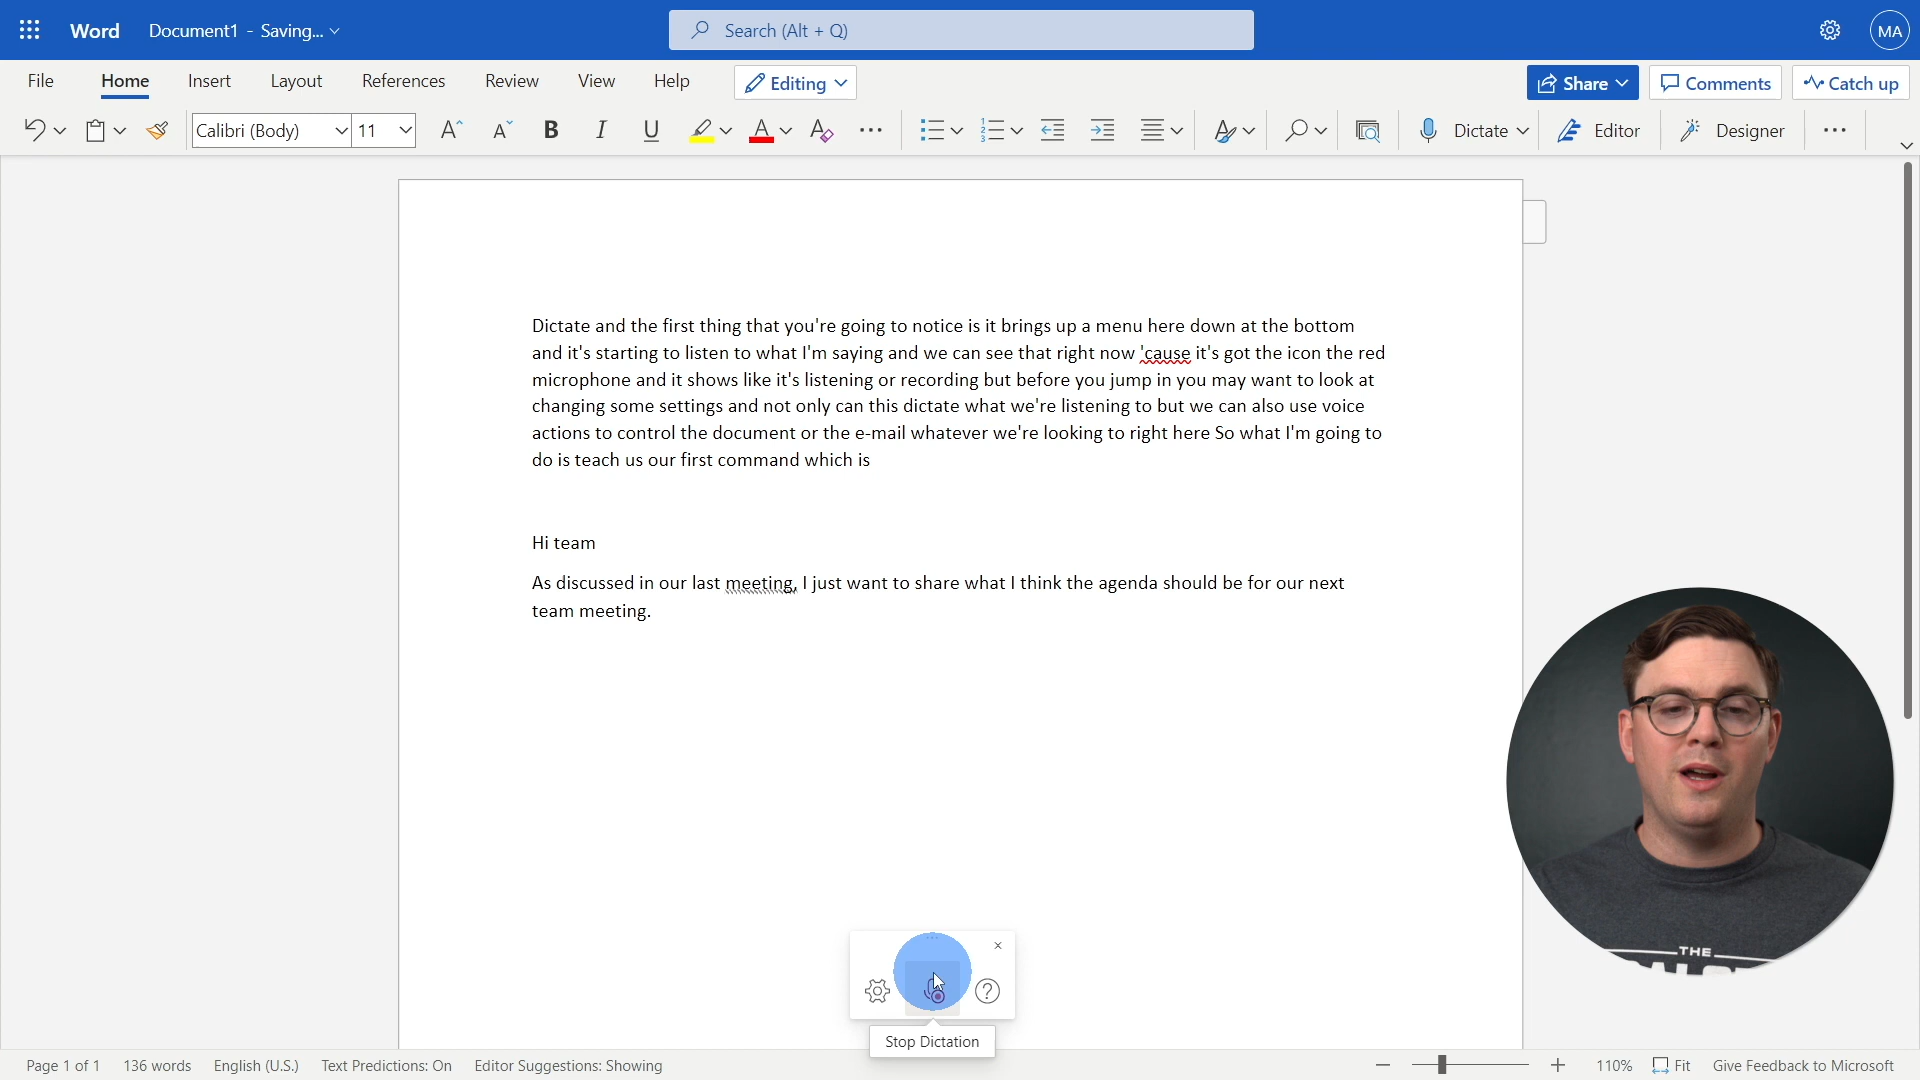 Word Document1 - Saving...
Search (Alt + Q)
MA
File Home Insert Layout References Review View Help Editing Share Comments Catch up
Calibri (Body) 11 Dictate Editor Designer
Dictate and the first thing that you're going to notice is it brings up a menu here down at the bottom
and it's starting to listen to what I'm saying and we can see that right now 'cause it's got the icon the red
microphone and it shows like it's listening or recording but before you jump in you may want to look at
changing some settings and not only can this dictate what we're listening to but we can also use voice
actions to control the document or the e-mail whatever we're looking to right here So what I'm going to
do is teach us our first command which is
Hi team
As discussed in our last meeting, I just want to share what I think the agenda should be for our next
team meeting.
THE
Stop Dictation
Page 1 of 1 136 words English (U.S.) Text Predictions: On Editor Suggestions: Showing 110% Fit Give Feedback to Microsoft